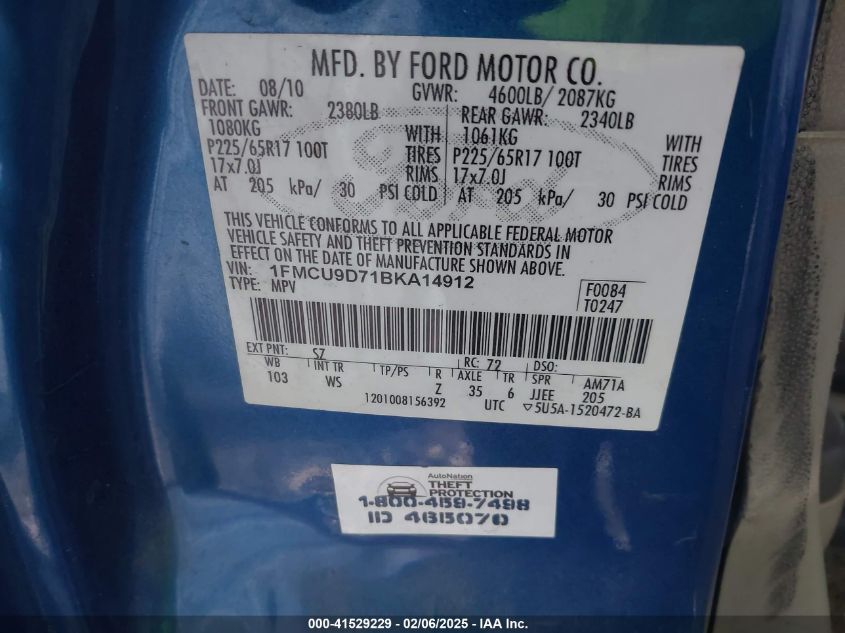 MFD. BY FORD MOTOR CO.
DATE: 08/10 GVWR: 4600LB/ 2087KG
FRONT GAWR: 2380LB REAR GAWR: 2340LB
1080KG WITH 1061KG WITH
P225/65R17 100T TIRES P225/65R17 100T TIRES
17x7.0J RIMS 17x7.0J RIMS
AT 205 kPa/ 30 PSI COLD AT 205 kPa/ 30 PSI COLD
THIS VEHICLE CONFORMS TO ALL APPLICABLE FEDERAL MOTOR
VEHICLE SAFETY AND THEFT PREVENTION STANDARDS IN
EFFECT ON THE DATE OF MANUFACTURE SHOWN ABOVE.
VIN: 1FMCU9D71BKA14912
TYPE: MPV
F0084
T0247
EXT PNT: SZ RC: 72 DSO:
WB INT TR TP/PS R AXLE TR SPR AM71A
103 WS Z 35 6 JJEE 205
1201008156392 UTC ▽5U5A-1520472-BA
Ford
AutoNation
THEFT
PROTECTION
1-800-459-7498
ID 4615070
000-41529229 - 02/06/2025 - IAA Inc.